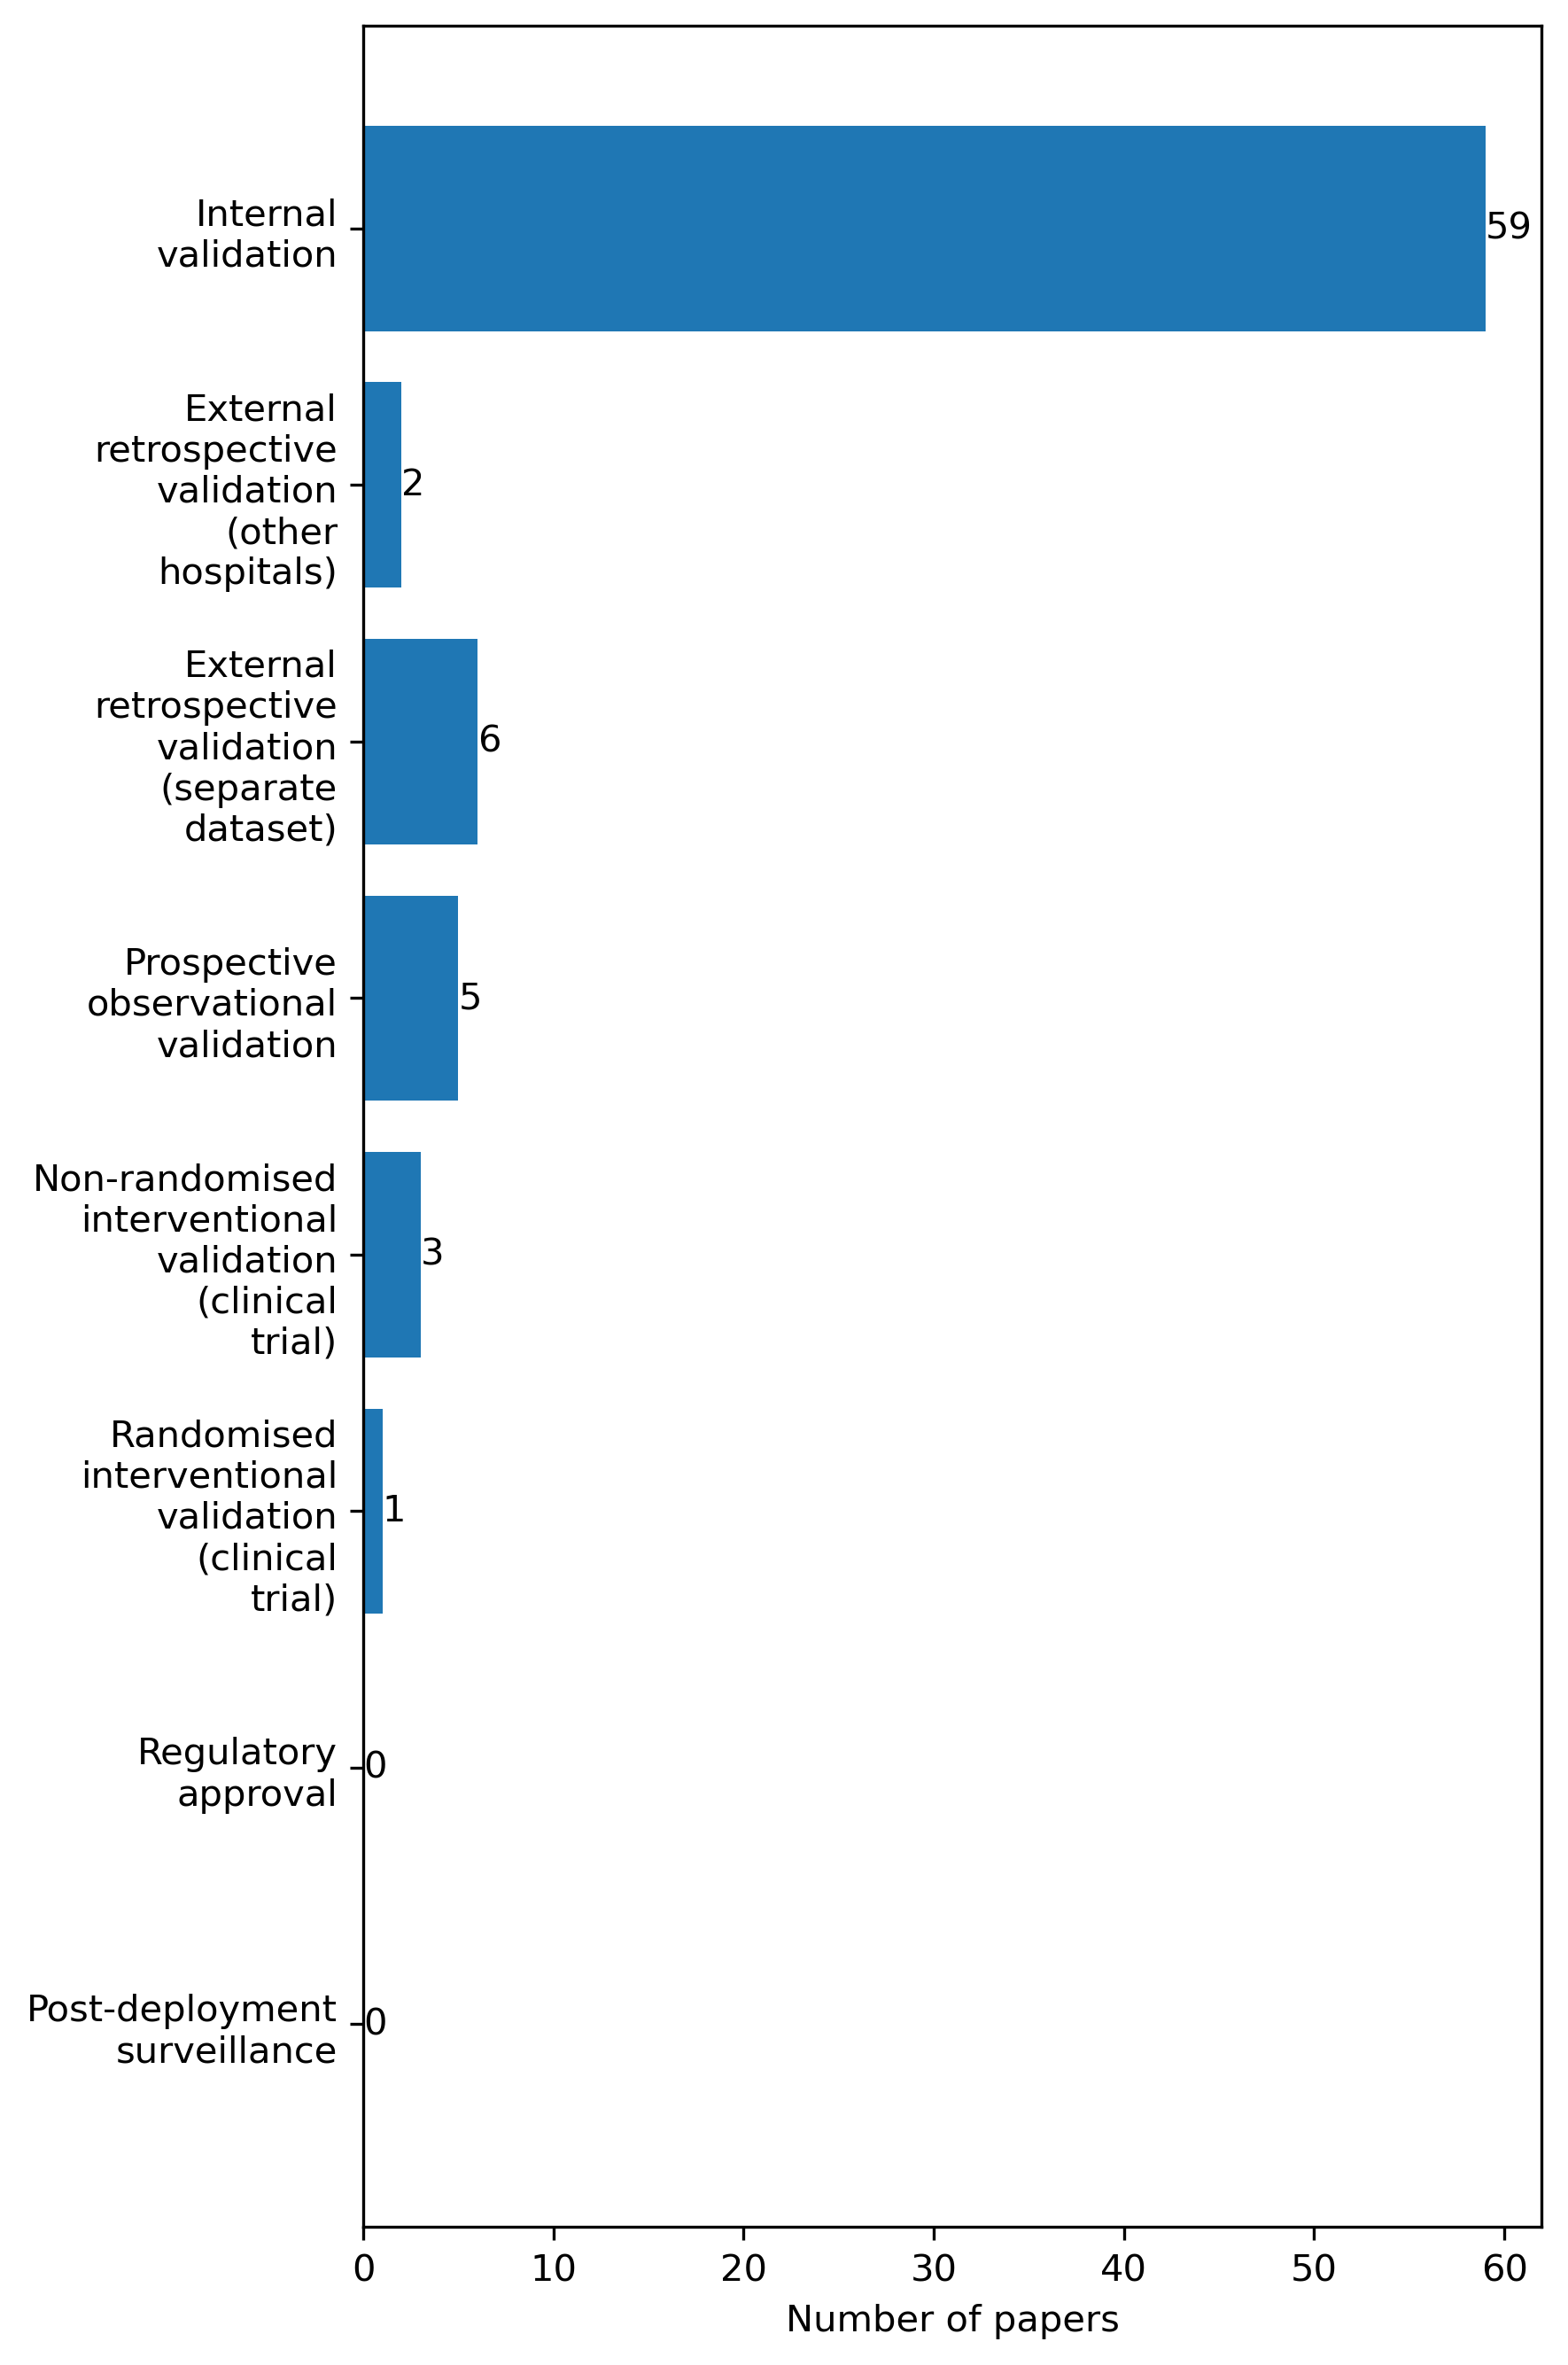 Internal
validation
59
External
retrospective
validation
(other
hospitals)
2
External
retrospective
validation
(separate
dataset)
6
Prospective
observational
validation
5
Non-randomised
interventional
validation
(clinical
trial)
3
Randomised
interventional
validation
(clinical
trial)
1
Regulatory
approval
0
Post-deployment
surveillance
0
0 10 20 30 40 50 60
Number of papers